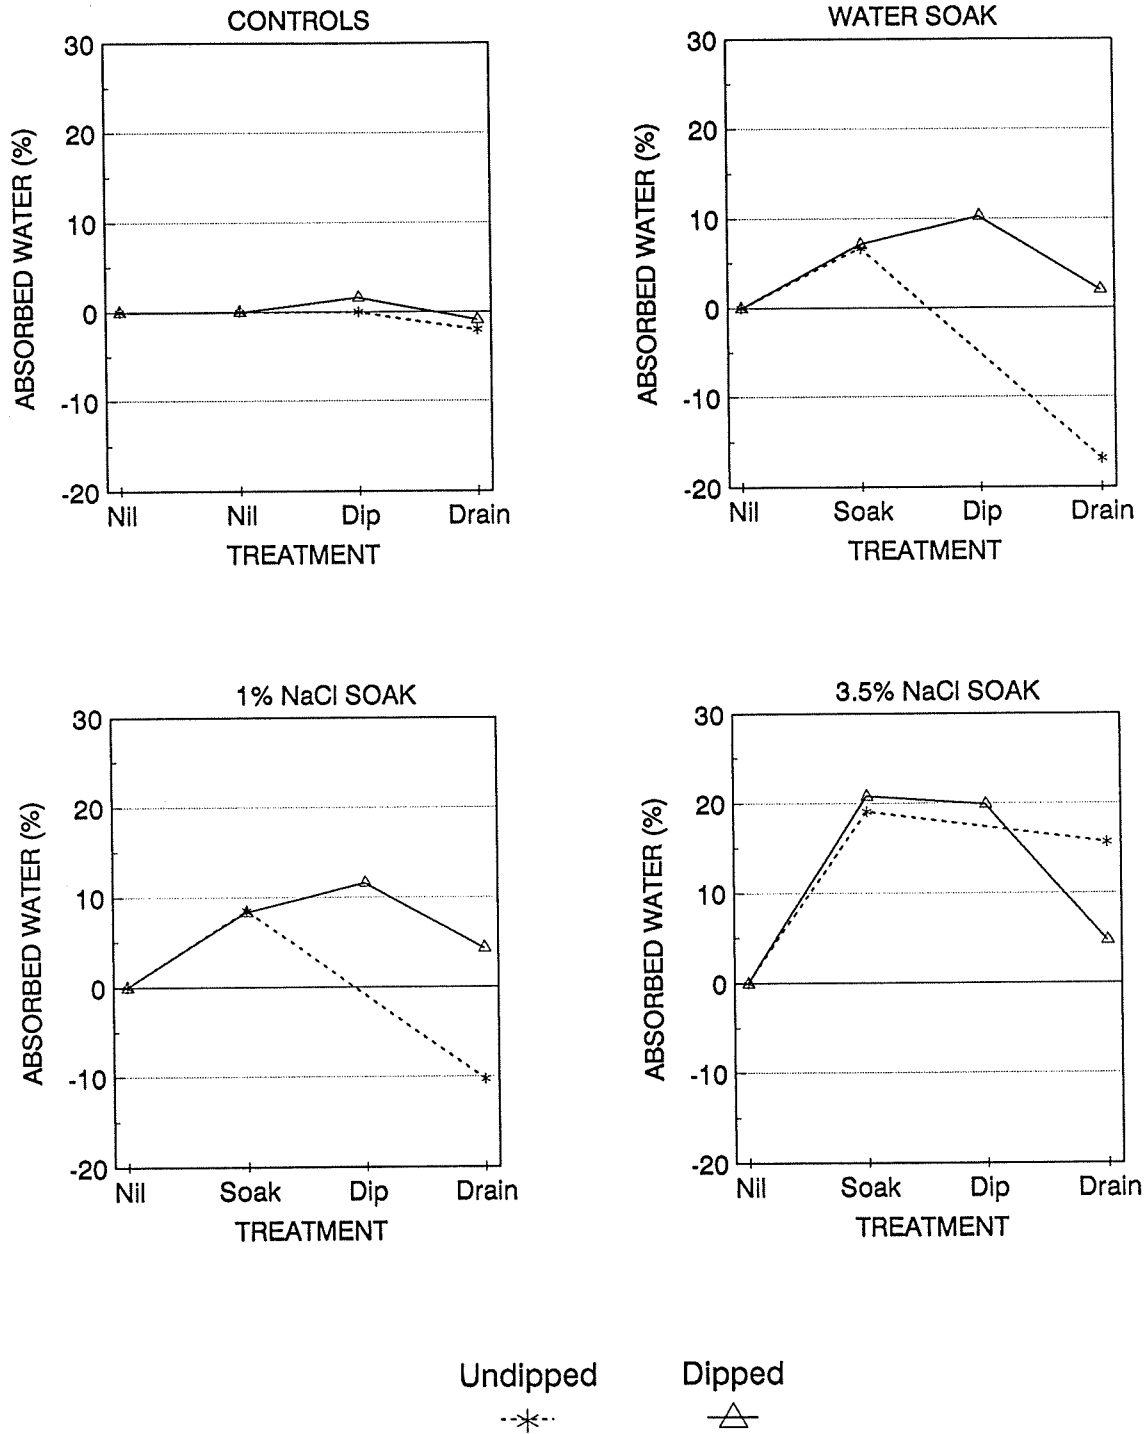 CONTROLS
30
20
10
0
-10
-20
ABSORBED WATER (%)
Nil Nil Dip Drain
TREATMENT
WATER SOAK
30
20
10
0
-10
-20
ABSORBED WATER (%)
Nil Soak Dip Drain
TREATMENT
1% NaCl SOAK
30
20
10
0
-10
-20
ABSORBED WATER (%)
Nil Soak Dip Drain
TREATMENT
3.5% NaCl SOAK
30
20
10
0
-10
-20
ABSORBED WATER (%)
Nil Soak Dip Drain
TREATMENT
Undipped Dipped